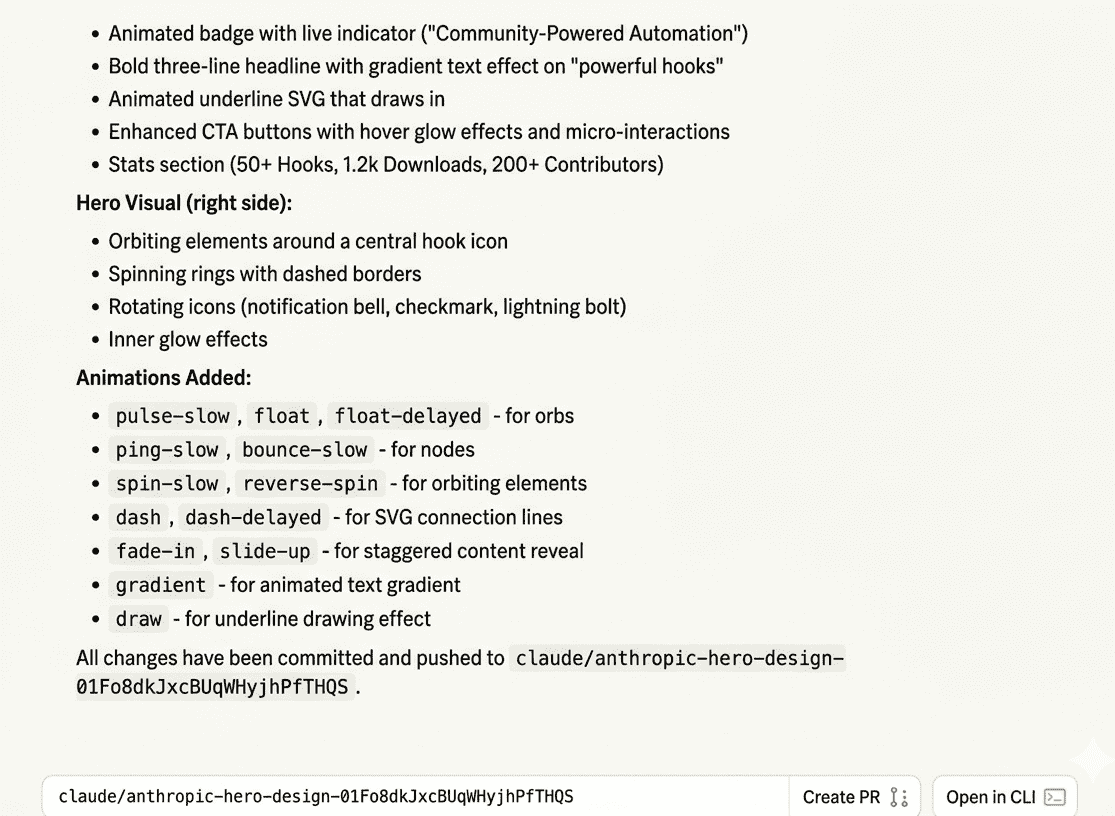 • Animated badge with live indicator ("Community-Powered Automation")
• Bold three-line headline with gradient text effect on "powerful hooks"
• Animated underline SVG that draws in
• Enhanced CTA buttons with hover glow effects and micro-interactions
• Stats section (50+ Hooks, 1.2k Downloads, 200+ Contributors)
Hero Visual (right side):
• Orbiting elements around a central hook icon
• Spinning rings with dashed borders
• Rotating icons (notification bell, checkmark, lightning bolt)
• Inner glow effects
Animations Added:
• pulse-slow , float , float-delayed - for orbs
• ping-slow , bounce-slow - for nodes
• spin-slow , reverse-spin - for orbiting elements
• dash , dash-delayed - for SVG connection lines
• fade-in , slide-up - for staggered content reveal
• gradient - for animated text gradient
• draw - for underline drawing effect
All changes have been committed and pushed to claude/anthropic-hero-design-
01Fo8dkJxcBUqWHyjhPfTHQS .
claude/anthropic-hero-design-01Fo8dkJxcBUqWHyjhPfTHQS Create PR Open in CLI